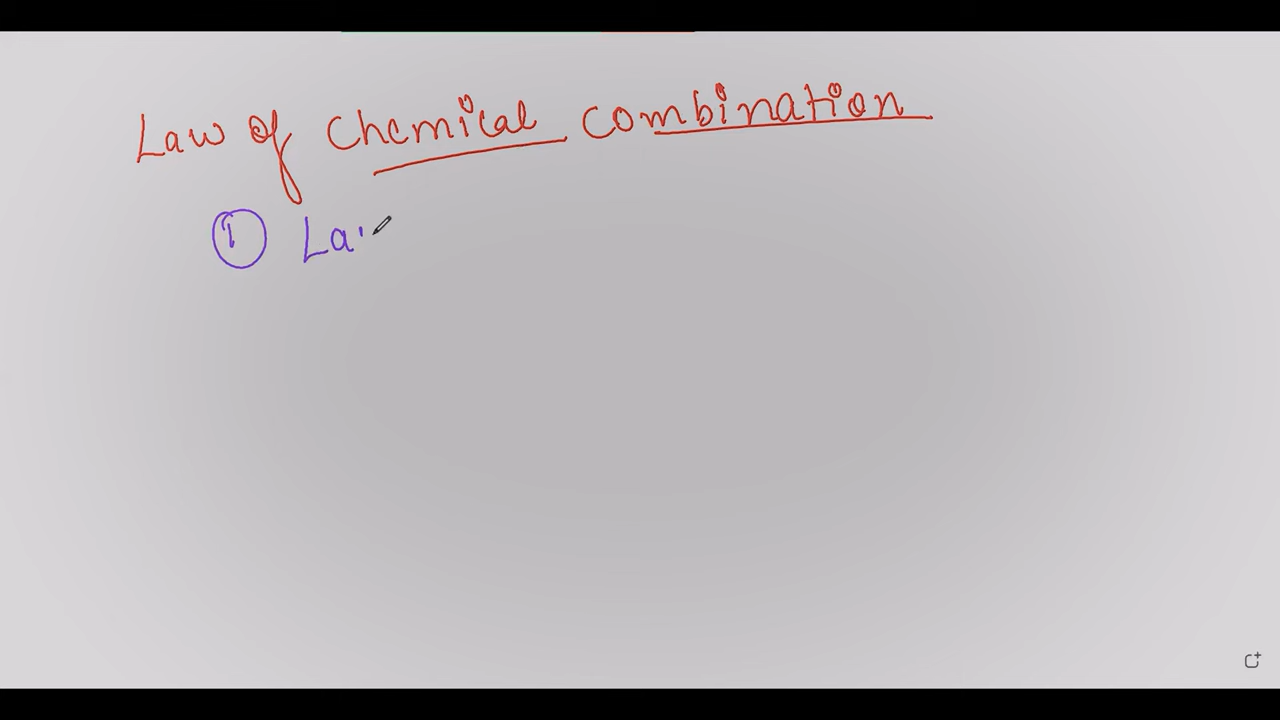 Law of Chemical Combination
① La